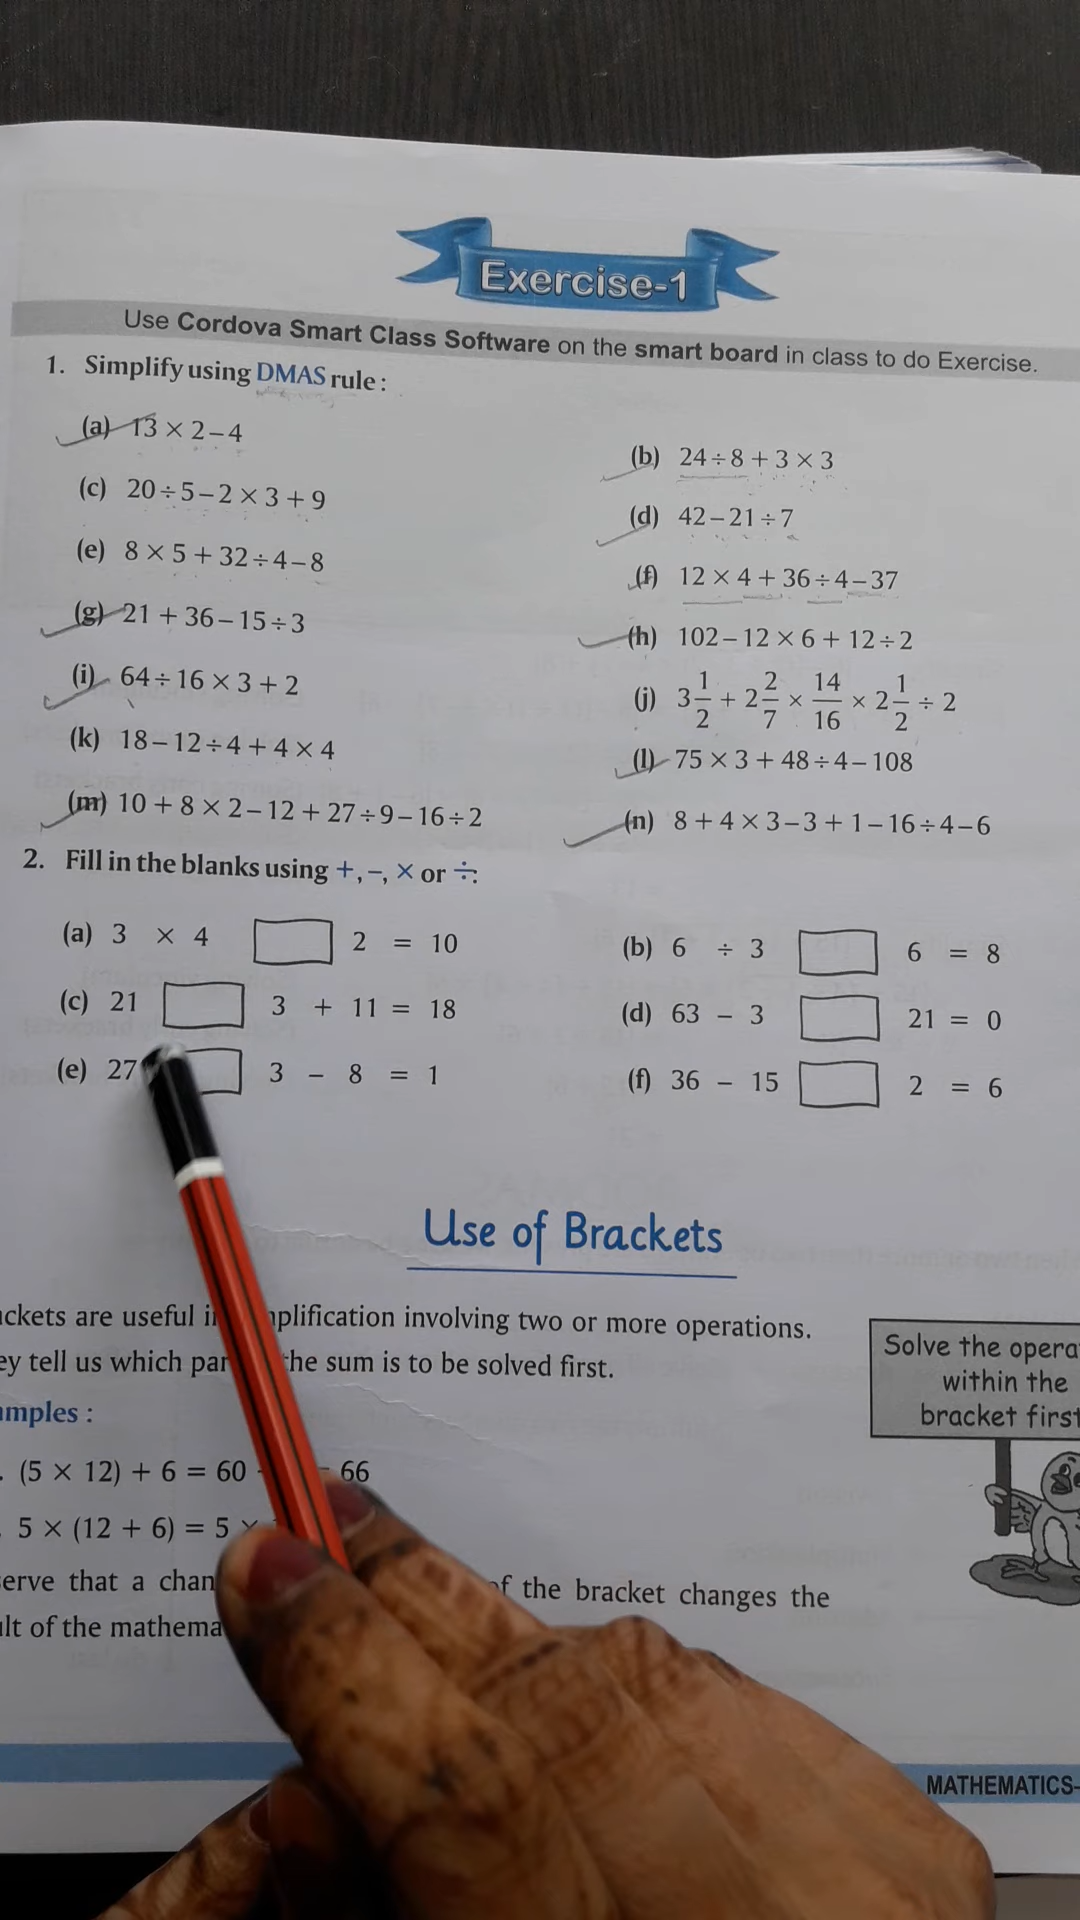 Exercise-1
Use Cordova Smart Class Software on the smart board in class to do Exercise.
1. Simplify using DMAS rule :
(a) 13 × 2 – 4
(b) 24 ÷ 8 + 3 × 3
(c) 20 ÷ 5 – 2 × 3 + 9
(d) 42 – 21 ÷ 7
(e) 8 × 5 + 32 ÷ 4 – 8
(f) 12 × 4 + 36 ÷ 4 – 37
(g) 21 + 36 – 15 ÷ 3
(h) 102 – 12 × 6 + 12 ÷ 2
(i) 64 ÷ 16 × 3 + 2
(j) 3 1/2 + 2 2/7 × 14/16 × 2 1/2 ÷ 2
(k) 18 – 12 ÷ 4 + 4 × 4
(l) 75 × 3 + 48 ÷ 4 – 108
(m) 10 + 8 × 2 – 12 + 27 ÷ 9 – 16 ÷ 2
(n) 8 + 4 × 3 – 3 + 1 – 16 ÷ 4 – 6
2. Fill in the blanks using +, –, × or ÷:
(a) 3 × 4 2 = 10
(b) 6 ÷ 3 6 = 8
(c) 21 3 + 11 = 18
(d) 63 – 3 21 = 0
(e) 27 3 – 8 = 1
(f) 36 – 15 2 = 6
Use of Brackets
ckets are useful i plification involving two or more operations.
ey tell us which par the sum is to be solved first.
mples :
(5 × 12) + 6 = 60 66
5 × (12 + 6) = 5 ×
erve that a chan of the bracket changes the
lt of the mathema
Solve the opera
within the
bracket first
MATHEMATICS-